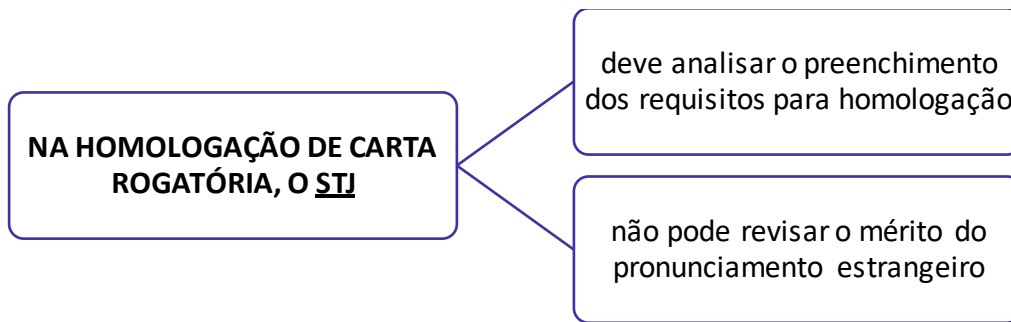 NA HOMOLOGAÇÃO DE CARTA
ROGATÓRIA, O STJ
deve analisar o preenchimento
dos requisitos para homologação
não pode revisar o mérito do
pronunciamento estrangeiro